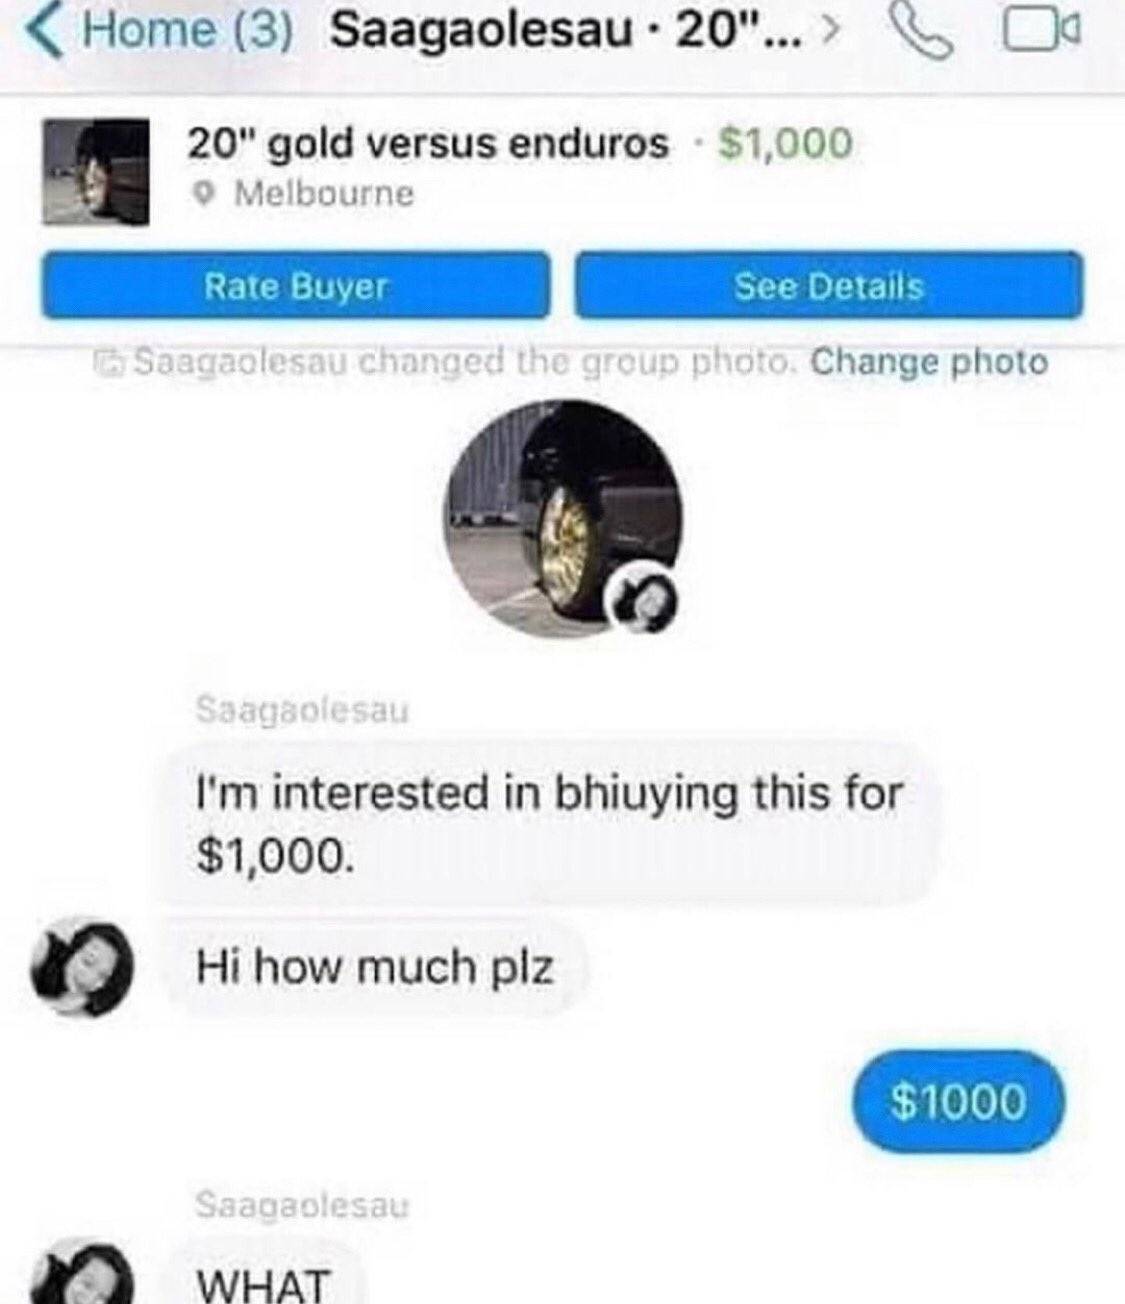 Home (3) Saagaolesau · 20"...
20" gold versus enduros · $1,000
Melbourne
Rate Buyer
See Details
Saagaolesau changed the group photo. Change photo
Saagaolesau
I'm interested in bhiuying this for
$1,000.
Hi how much plz
$1000
Saagaolesau
WHAT